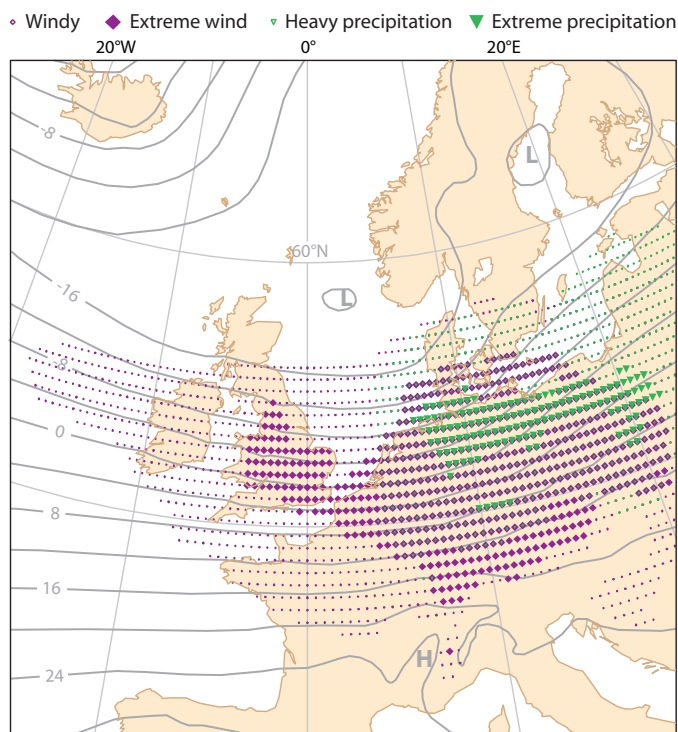 Windy Extreme wind Heavy precipitation Extreme precipitation
20°W 0° 20°E
-8
L
60°N
-16
L
-8
0
8
16
H
24